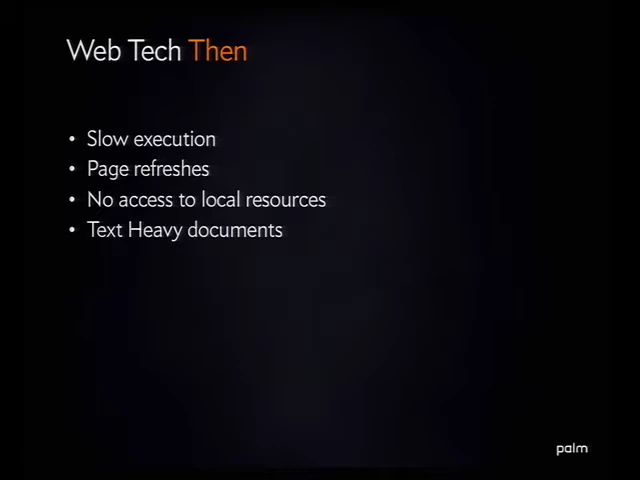 Web Tech Then
• Slow execution
• Page refreshes
• No access to local resources
• Text Heavy documents
palm